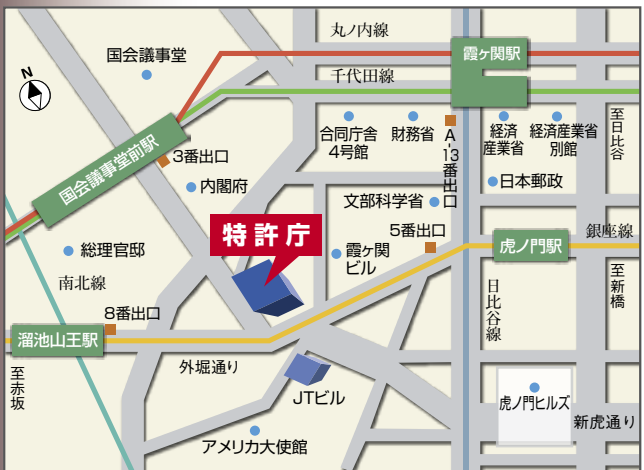 丸ノ内線
国会議事堂
霞ヶ関駅
N
千代田線
合同庁舎
4号館
財務省
A-13番出口
経済
産業省
経済産業省
別館
至日比谷
国会議事堂前駅
3番出口
内閣府
日本郵政
文部科学省
特許庁
5番出口
銀座線
虎ノ門駅
総理官邸
霞ヶ関
ビル
南北線
日比谷線
至新橋
8番出口
溜池山王駅
外堀通り
至赤坂
JTビル
虎ノ門ヒルズ
新虎通り
アメリカ大使館